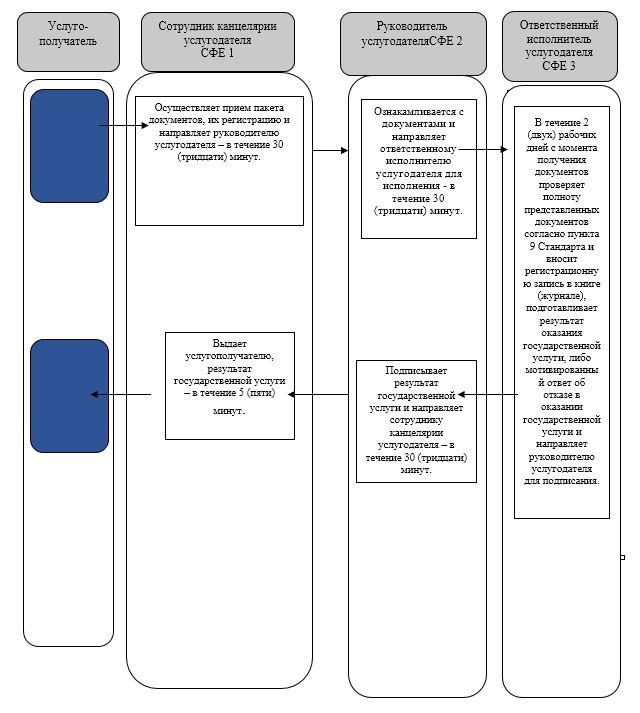 Услуго-
получатель
Сотрудник канцелярии
услугодателя
СФЕ 1
Руководитель
услугодателяСФЕ 2
Ответственный
исполнитель
услугодателя
СФЕ 3
Осуществляет прием пакета
документов, их регистрацию и
направляет руководителю
услугодателя – в течение 30
(тридцати) минут.
Ознакамливается с
документами и
направляет
ответственному
исполнителю
услугодателя для
исполнения - в
течение 30
(тридцати) минут.
В течение 2
(двух) рабочих
дней с момента
получения
документов
проверяет
полноту
представленных
документов
согласно пункта
9 Стандарта и
вносит
регистрационну
ю запись в книге
(журнале),
подготавливает
результат
оказания
государственной
услуги, либо
мотивированны
й ответ об
отказе в
оказании
государственной
услуги и
направляет
руководителю
услугодателя
для подписания.
Выдает
услугополучателю,
результат
государственной услуги
– в течение 5 (пяти)
минут.
Подписывает
результат
государственной
услуги и направляет
сотруднику
канцелярии
услугодателя – в
течение 30 (тридцати)
минут.